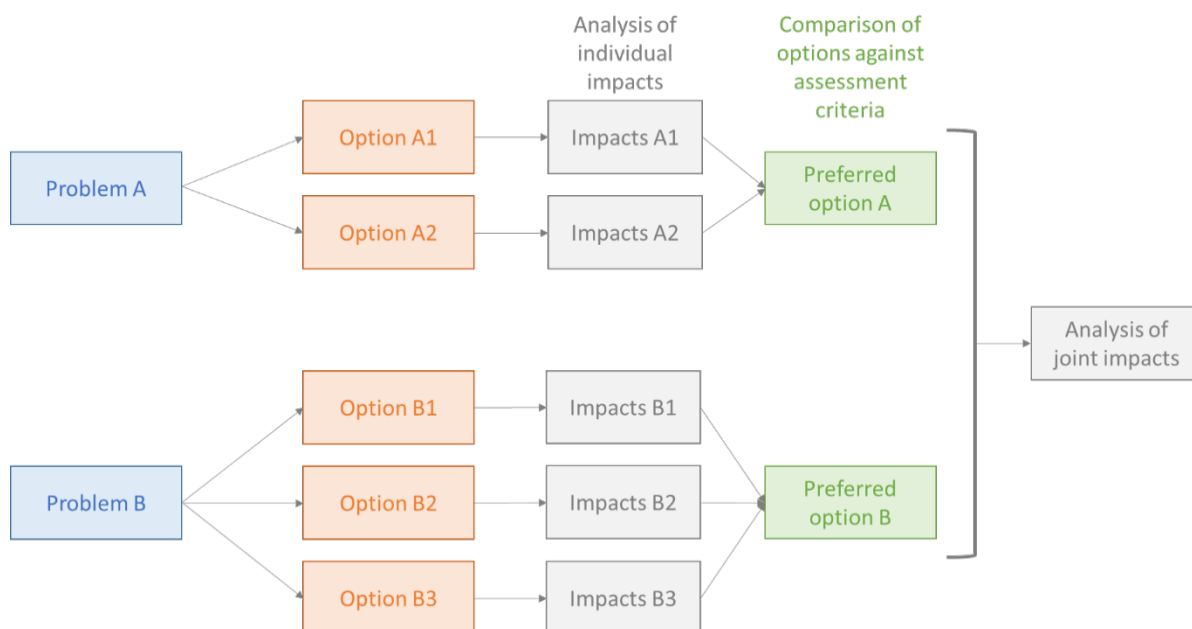 Analysis of
individual
impacts
Comparison of
options against
assessment
criteria
Problem A
Option A1
Impacts A1
Option A2
Impacts A2
Preferred
option A
Analysis of
joint impacts
Problem B
Option B1
Impacts B1
Option B2
Impacts B2
Preferred
option B
Option B3
Impacts B3